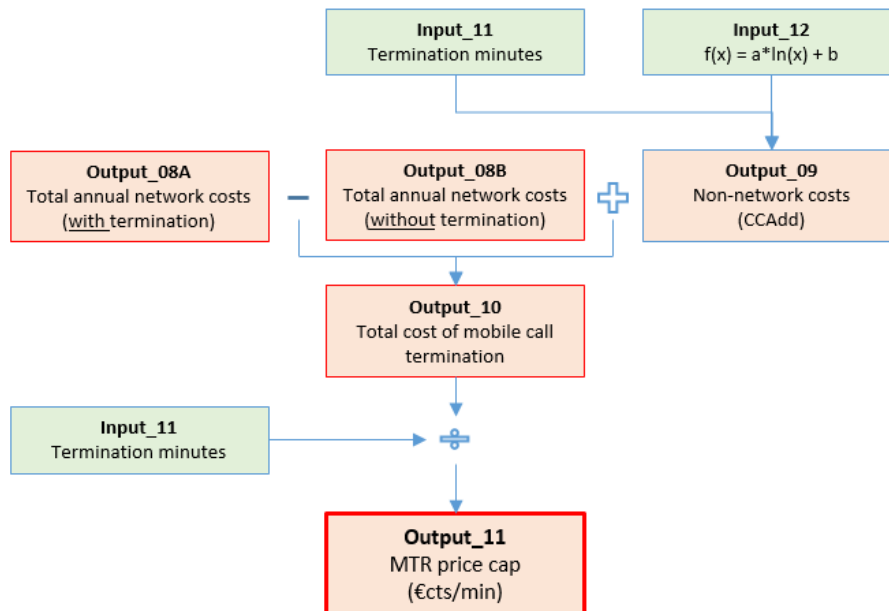 Input_11
Termination minutes
Input_12
f(x) = a*ln(x) + b
Output_08A
Total annual network costs
(with termination)
Output_08B
Total annual network costs
(without termination)
Output_09
Non-network costs
(CCAdd)
Output_10
Total cost of mobile call
termination
Input_11
Termination minutes
Output_11
MTR price cap
(€cts/min)